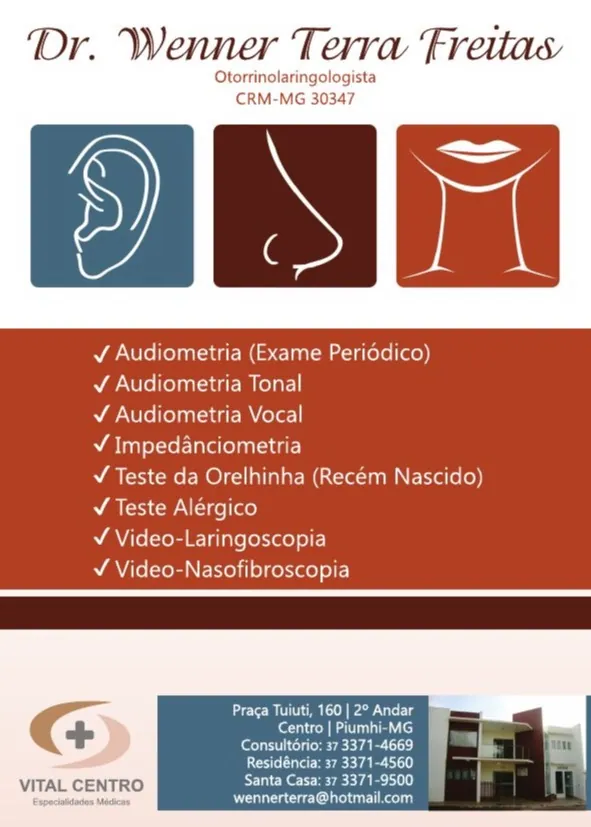 Dr. Wenner Terra Freitas
Otorrinolaringologista
CRM-MG 30347
✓ Audiometria (Exame Periódico)
✓ Audiometria Tonal
✓ Audiometria Vocal
✓ Impedânciometria
✓ Teste da Orelhinha (Recém Nascido)
✓ Teste Alérgico
✓ Video-Laringoscopia
✓ Video-Nasofibroscopia
Praça Tuiuti, 160 | 2º Andar
Centro | Piumhi-MG
Consultório: 37 3371-4669
Residência: 37 3371-4560
Santa Casa: 37 3371-9500
wennerterra@hotmail.com
VITAL CENTRO
Especialidades Médicas